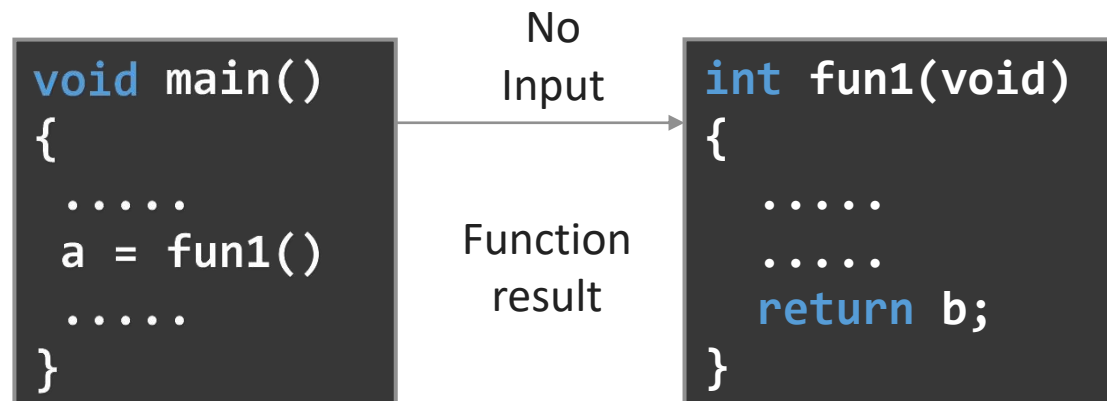 void main()
{
.....
a = fun1()
.....
}
No
Input
Function
result
int fun1(void)
{
.....
.....
return b;
}